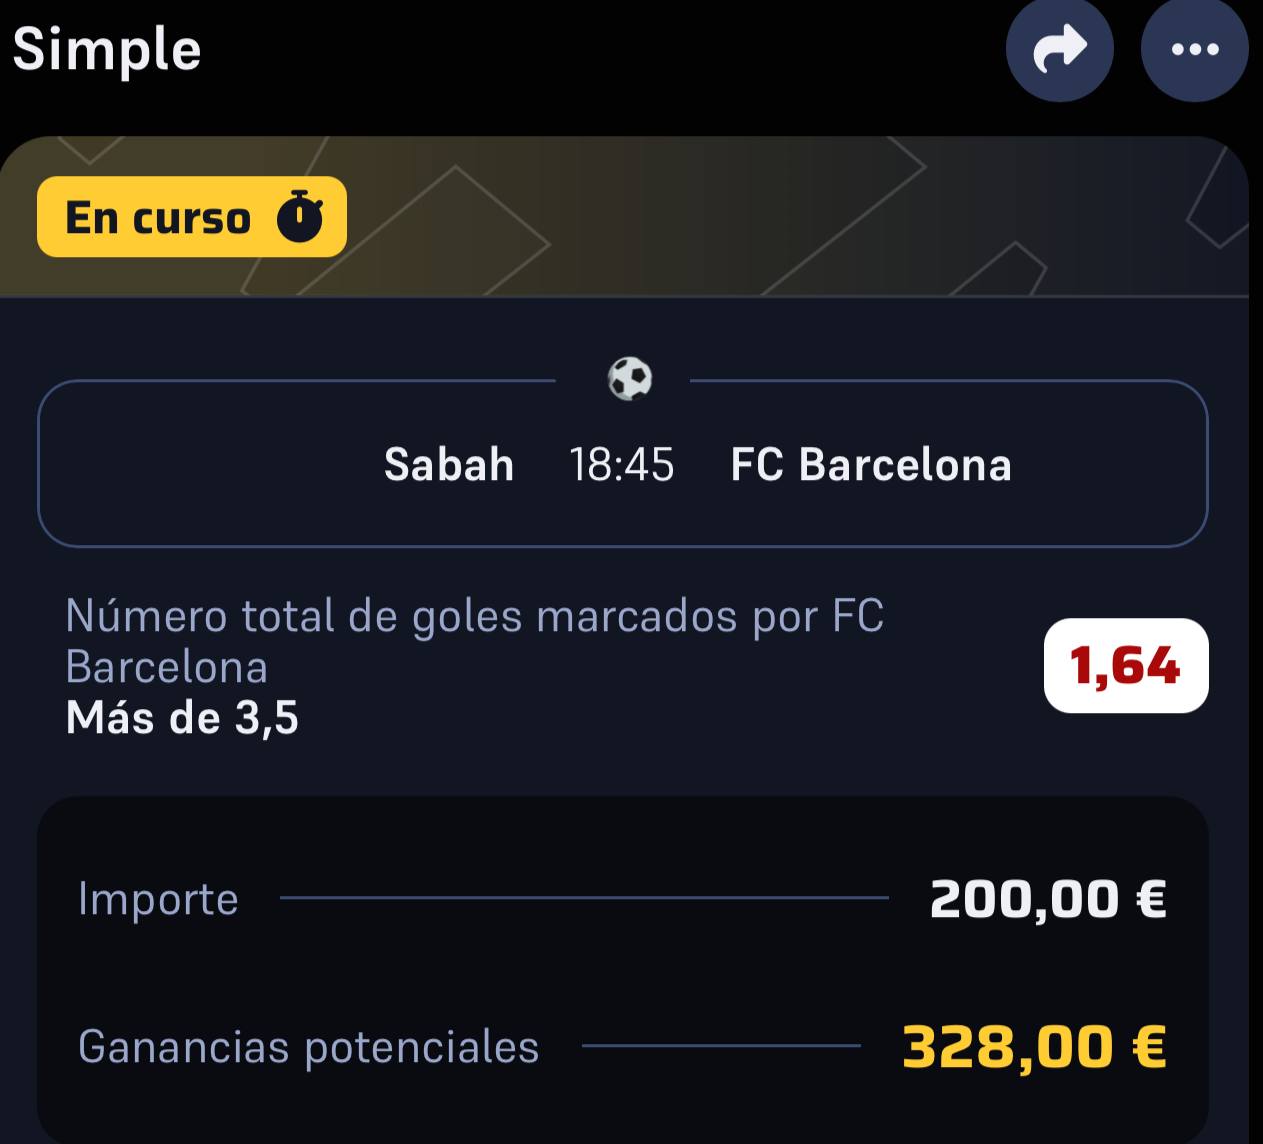 Simple
En curso
Sabah 18:45 FC Barcelona
Número total de goles marcados por FC
Barcelona
Más de 3,5
1,64
Importe 200,00 €
Ganancias potenciales 328,00 €